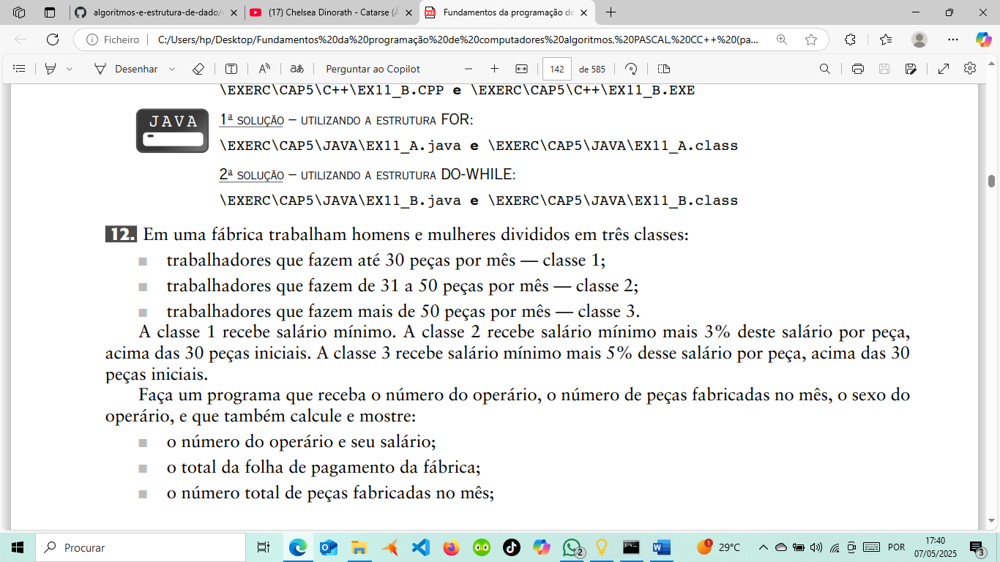 algoritmos-e-estrutura-de-dado/
(17) Chelsea Dinorath - Catarse (Á
PDF
Fundamentos da programação de
Ficheiro
C:/Users/hp/Desktop/Fundamentos%20da%20programação%20de%20computadores%20algoritmos,%20PASCAL,%20CC++%20(pa...
Desenhar
Perguntar ao Copilot
142
de 585
\EXERC\CAP5\C++\EX11_B.CPP e \EXERC\CAP5\C++\EX11_B.EXE
JAVA
1ª SOLUÇÃO – UTILIZANDO A ESTRUTURA FOR:
\EXERC\CAP5\JAVA\EX11_A.java e \EXERC\CAP5\JAVA\EX11_A.class
2ª SOLUÇÃO – UTILIZANDO A ESTRUTURA DO-WHILE:
\EXERC\CAP5\JAVA\EX11_B.java e \EXERC\CAP5\JAVA\EX11_B.class
12. Em uma fábrica trabalham homens e mulheres divididos em três classes:
trabalhadores que fazem até 30 peças por mês — classe 1;
trabalhadores que fazem de 31 a 50 peças por mês — classe 2;
trabalhadores que fazem mais de 50 peças por mês — classe 3.
A classe 1 recebe salário mínimo. A classe 2 recebe salário mínimo mais 3% deste salário por peça,
acima das 30 peças iniciais. A classe 3 recebe salário mínimo mais 5% desse salário por peça, acima das 30
peças iniciais.
Faça um programa que receba o número do operário, o número de peças fabricadas no mês, o sexo do
operário, e que também calcule e mostre:
o número do operário e seu salário;
o total da folha de pagamento da fábrica;
o número total de peças fabricadas no mês;
Procurar
2
1
29°C
POR
17:40
07/05/2025
3